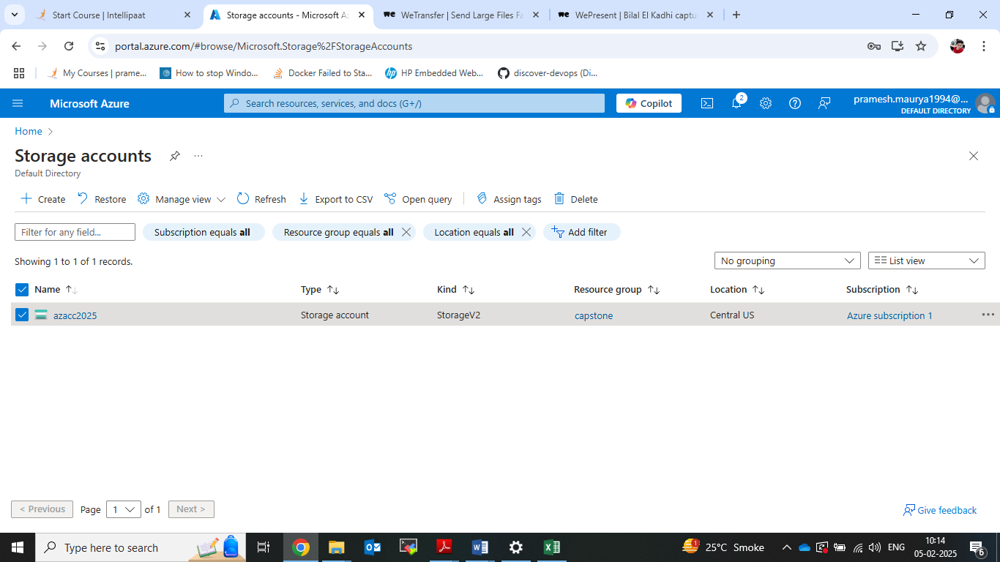 Start Course | Intellipaat
Storage accounts - Microsoft Az
WeTransfer | Send Large Files Fa
WePresent | Bilal El Kadhi captu
portal.azure.com/#browse/Microsoft.Storage%2FStorageAccounts
My Courses | prame...
How to stop Windo...
Docker Failed to Sta...
HP Embedded Web...
discover-devops (Di...
Microsoft Azure
Search resources, services, and docs (G+/)
Copilot
2
pramesh.maurya1994@...
DEFAULT DIRECTORY
Home
Storage accounts
Default Directory
Create
Restore
Manage view
Refresh
Export to CSV
Open query
Assign tags
Delete
Filter for any field...
Subscription equals all
Resource group equals all
Location equals all
Add filter
Showing 1 to 1 of 1 records.
No grouping
List view
Name
Type
Kind
Resource group
Location
Subscription
azacc2025
Storage account
StorageV2
capstone
Central US
Azure subscription 1
< Previous
Page 1 of 1
Next >
Give feedback
Type here to search
1
25°C Smoke
ENG
10:14
05-02-2025
6